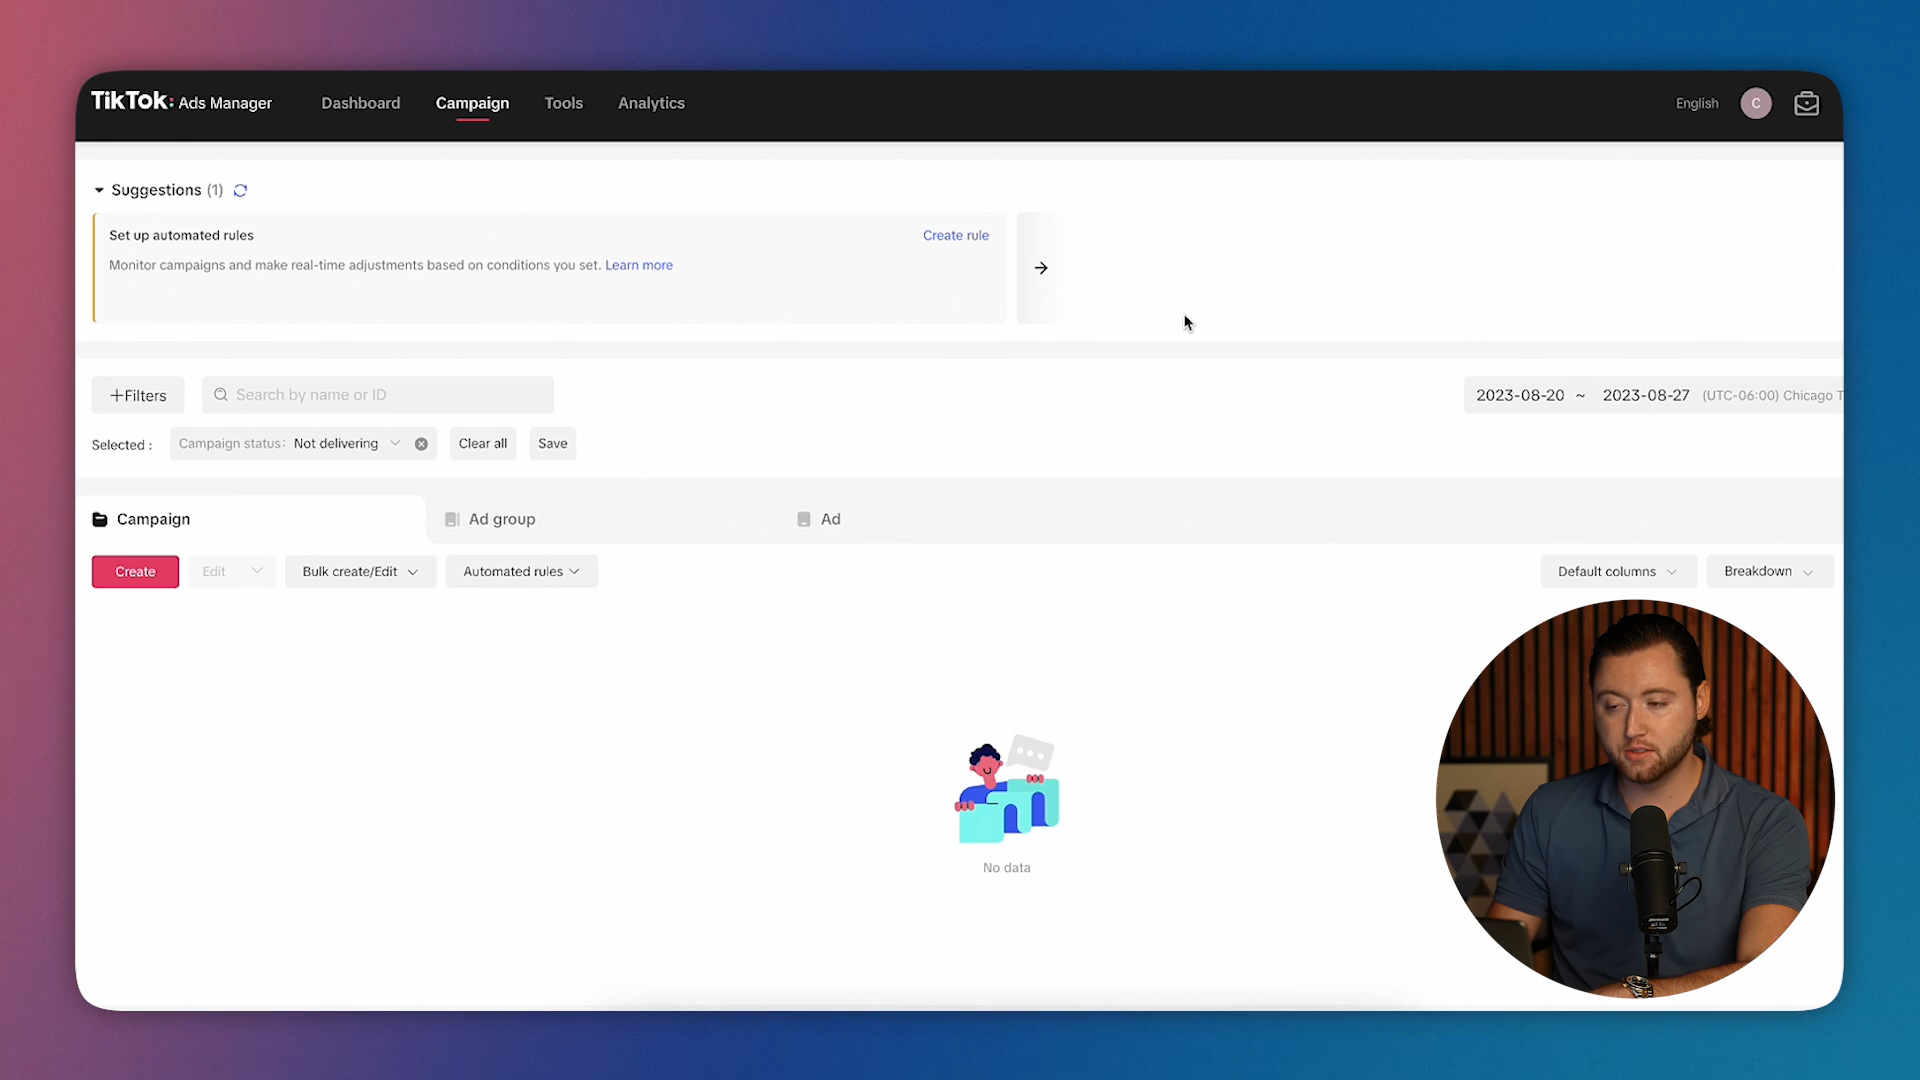 TikTok: Ads Manager
Dashboard
Campaign
Tools
Analytics
English
C
Suggestions (1)
Set up automated rules
Create rule
Monitor campaigns and make real-time adjustments based on conditions you set. Learn more
+Filters
Search by name or ID
2023-08-20 ~ 2023-08-27 (UTC-06:00) Chicago T
Selected :
Campaign status: Not delivering
Clear all
Save
Campaign
Ad group
Ad
Create
Edit
Bulk create/Edit
Automated rules
Default columns
Breakdown
No data